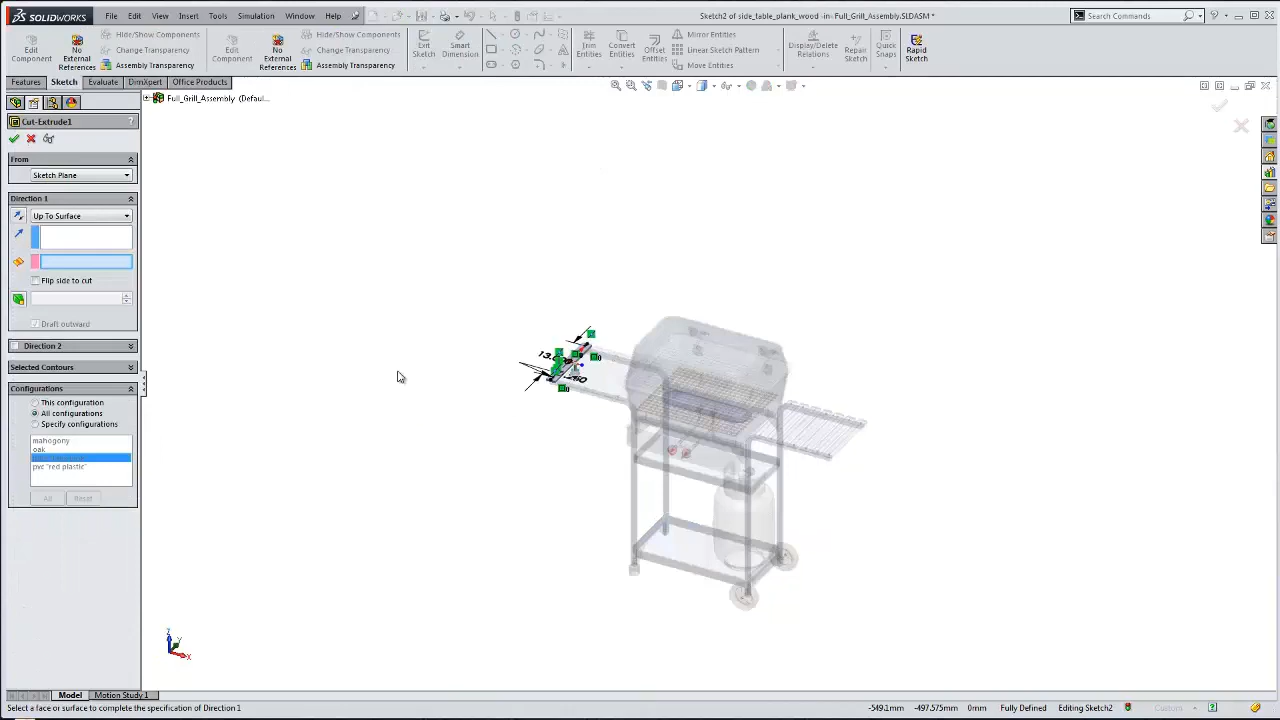 SOLIDWORKS File Edit View Insert Tools Simulation Window Help Sketch2 of side_table_plank_wood -in- Full_Grill_Assembly.SLDASM * Search Commands
Edit Component No External References Hide/Show Components Change Transparency Assembly Transparency Edit Component No External References Hide/Show Components Change Transparency Assembly Transparency Exit Sketch Smart Dimension Trim Entities Convert Entities Offset Entities Mirror Entities Linear Sketch Pattern Move Entities Display/Delete Relations Repair Sketch Quick Snaps Rapid Sketch
Features Sketch Evaluate DimXpert Office Products
Full_Grill_Assembly (Defaul...
Cut-Extrude1 ?
From
Sketch Plane
Direction 1
Up To Surface
Flip side to cut
Draft outward
Direction 2
Selected Contours
Configurations
This configuration
All configurations
Specify configurations
mahogony
oak
pvc "red plastic"
All Reset
Z
Y
X
Model Motion Study 1
Select a face or surface to complete the specification of Direction 1 -549.1mm -497.575mm 0mm Fully Defined Editing Sketch2 Custom